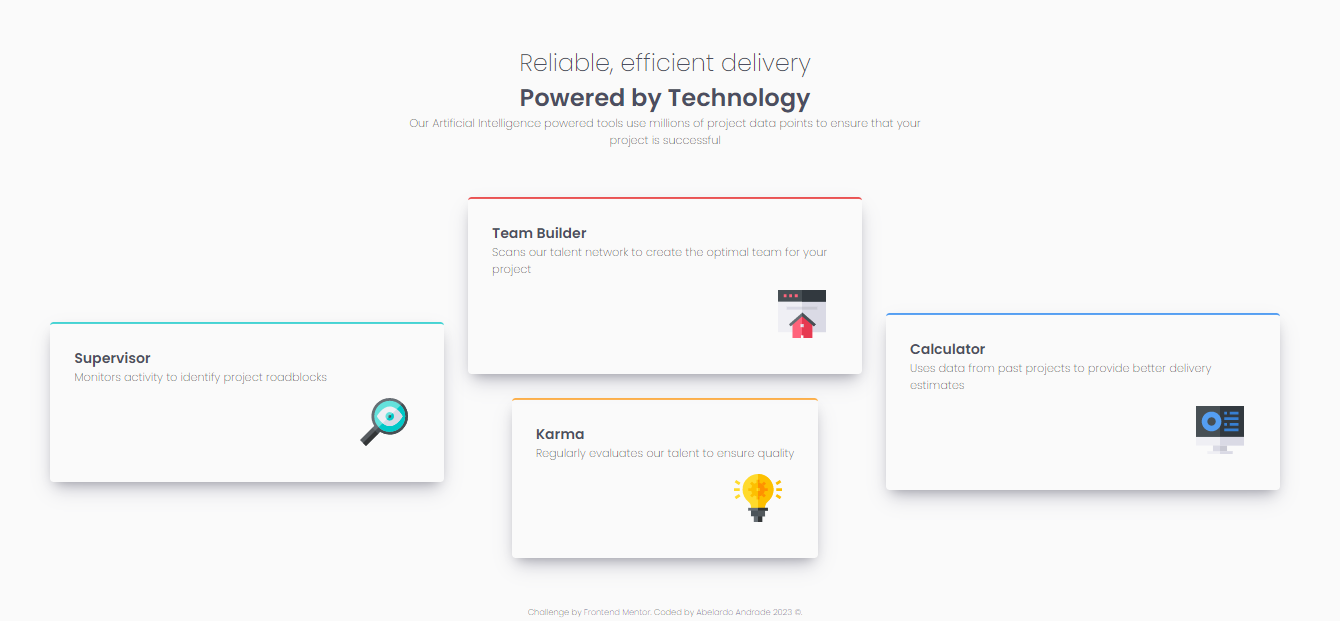 Reliable, efficient delivery
Powered by Technology
Our Artificial Intelligence powered tools use millions of project data points to ensure that your
project is successful
Team Builder
Scans our talent network to create the optimal team for your
project
Supervisor
Monitors activity to identify project roadblocks
Calculator
Uses data from past projects to provide better delivery
estimates
Karma
Regularly evaluates our talent to ensure quality
Challenge by Frontend Mentor. Coded by Abelardo Andrade 2023 ©.